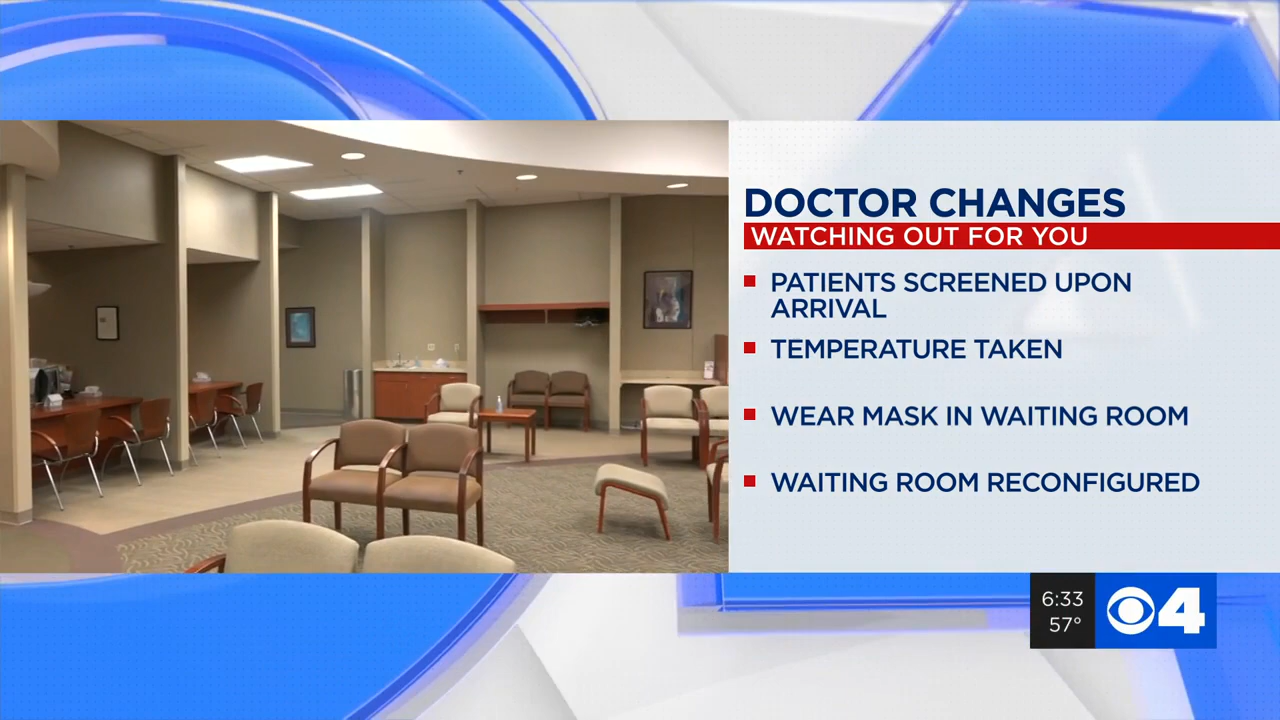 DOCTOR CHANGES
WATCHING OUT FOR YOU
PATIENTS SCREENED UPON
ARRIVAL
TEMPERATURE TAKEN
WEAR MASK IN WAITING ROOM
WAITING ROOM RECONFIGURED
6:33
57°
4